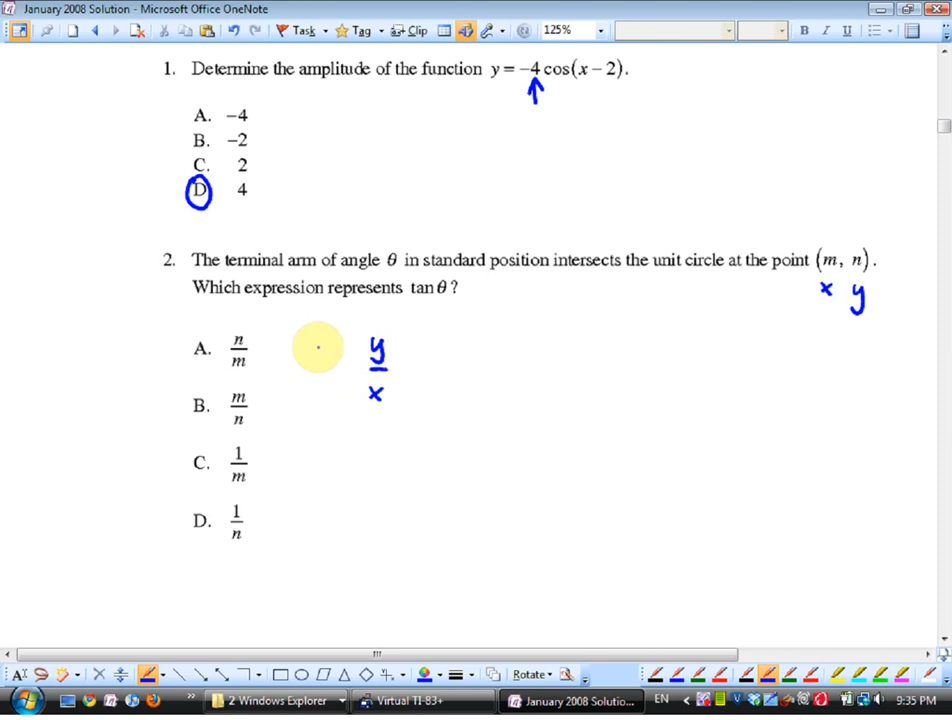 January 2008 Solution - Microsoft Office OneNote
Task Tag Clip 125% B I U
1. Determine the amplitude of the function y = −4 cos(x − 2).
A. −4
B. −2
C. 2
D 4
2. The terminal arm of angle θ in standard position intersects the unit circle at the point (m, n).
x y
Which expression represents tan θ ?
A. n/m
y/x
B. m/n
C. 1/m
D. 1/n
Rotate
2 Windows Explorer Virtual TI-83+ January 2008 Solutio... EN 9:35 PM